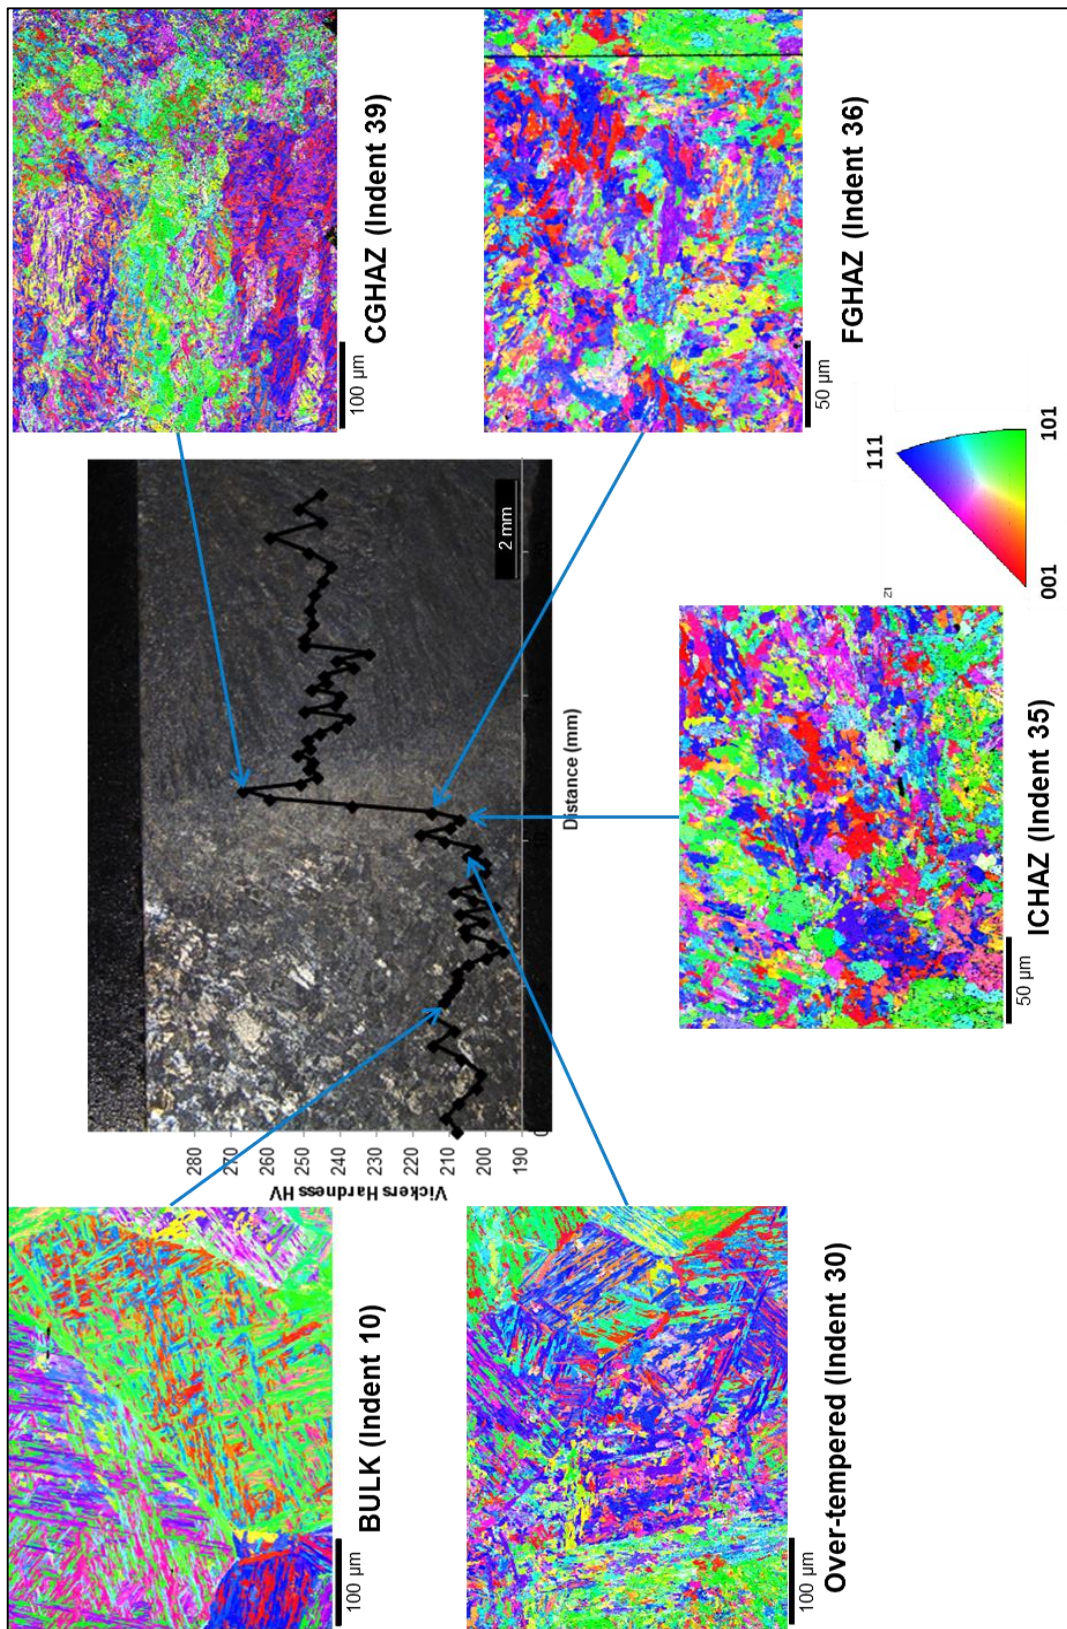 BULK (Indent 10)
100 µm
CGHAZ (Indent 39)
100 µm
Vickers Hardness HV
280
270
260
250
240
230
220
210
200
190
Distance (mm)
2 mm
Over-tempered (Indent 30)
100 µm
ICHAZ (Indent 35)
50 µm
FGHAZ (Indent 36)
50 µm
111
001
101